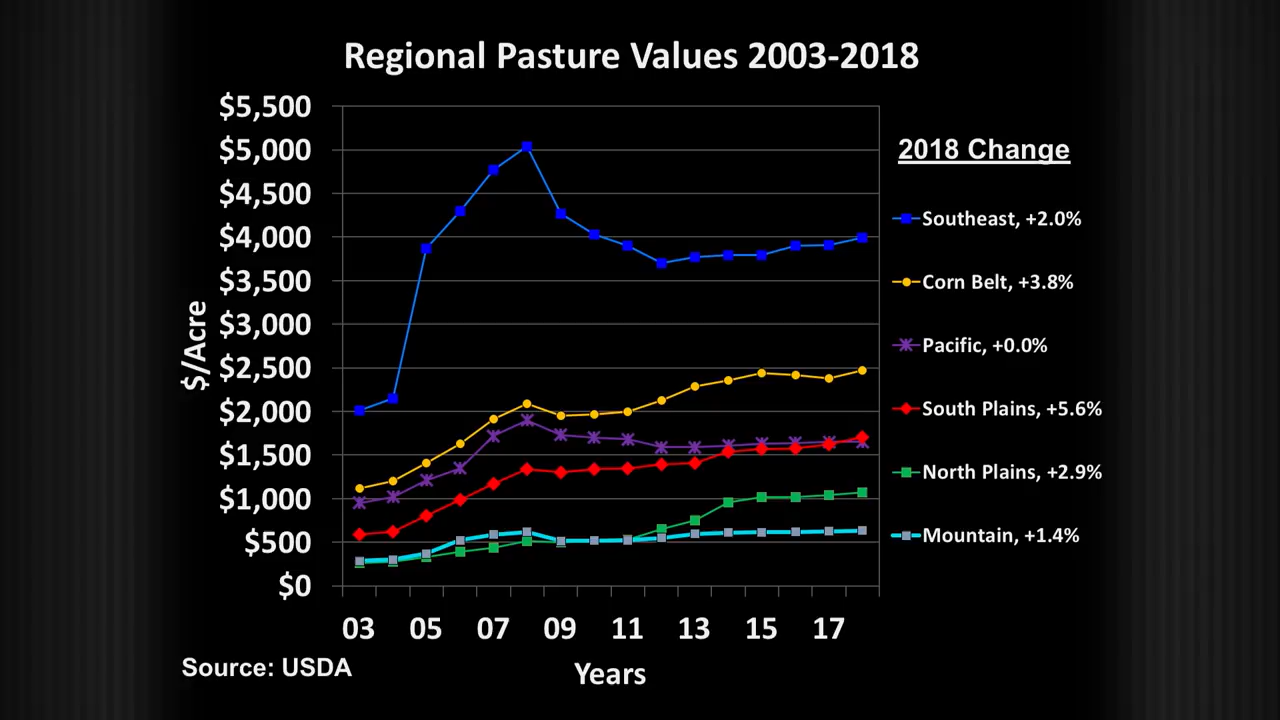 Regional Pasture Values 2003-2018
$5,500
$5,000
$4,500
$4,000
$3,500
$3,000
$2,500
$2,000
$1,500
$1,000
$500
$0
$/Acre
03 05 07 09 11 13 15 17
Years
2018 Change
Southeast, +2.0%
Corn Belt, +3.8%
Pacific, +0.0%
South Plains, +5.6%
North Plains, +2.9%
Mountain, +1.4%
Source: USDA